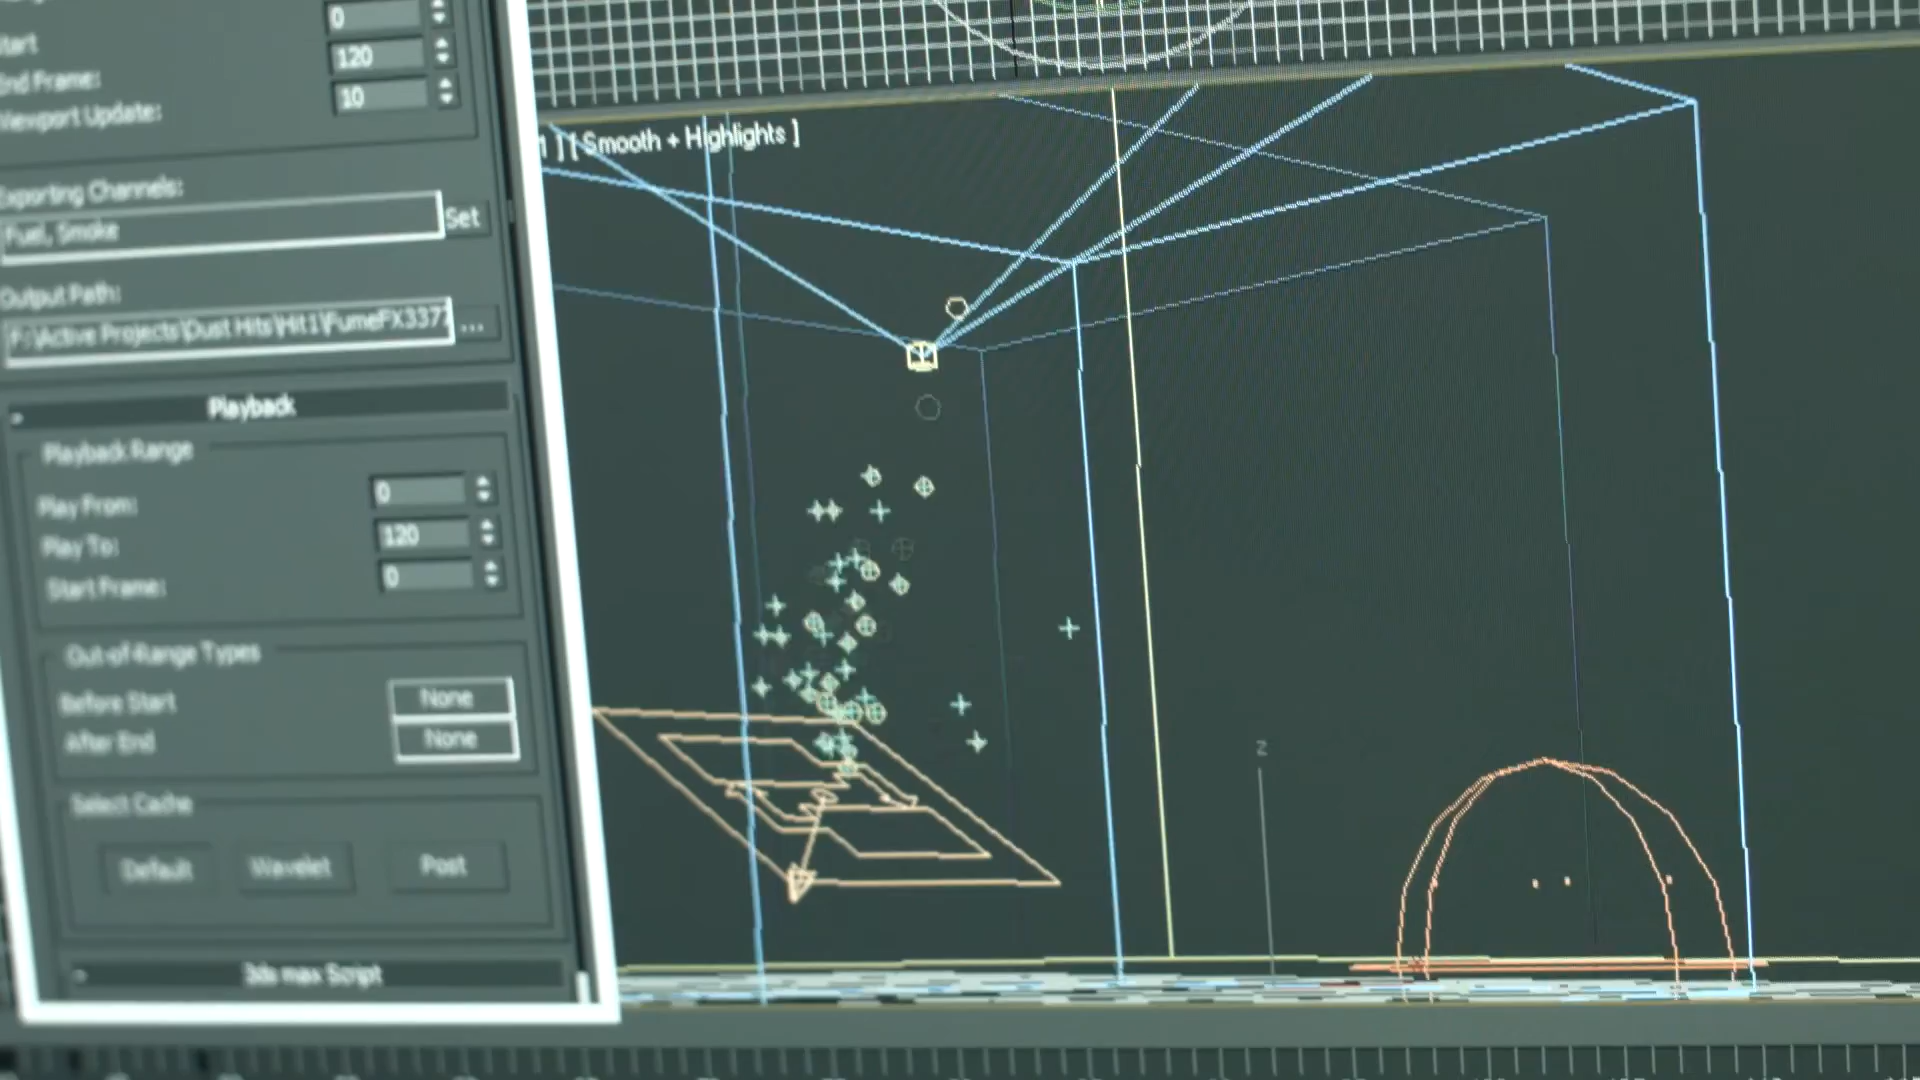 0
120
End Frame:
10
Viewport Update:
Exporting Channels:
Fuel, Smoke
Set
Output Path:
F:\Active Projects\Dust Hits\Hit1\FumeFX3377
...
- Playback
Playback Range
Play From: 0
Play To: 120
Start Frame: 0
Out-of-Range Types
Before Start None
After End None
Select Cache
Default Wavelet Post
- 3ds max Script
] [ Smooth + Highlights ]
z